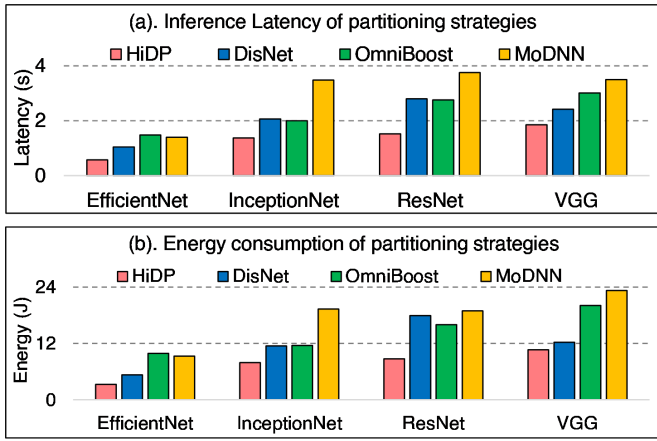 (a). Inference Latency of partitioning strategies
HiDP DisNet OmniBoost MoDNN
Latency (s)
4
2
0
EfficientNet InceptionNet ResNet VGG
(b). Energy consumption of partitioning strategies
HiDP DisNet OmniBoost MoDNN
Energy (J)
24
12
0
EfficientNet InceptionNet ResNet VGG